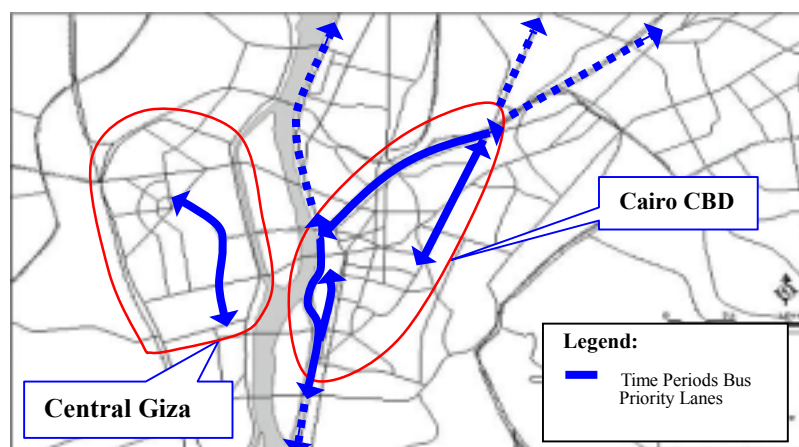 Cairo CBD
Legend:
Time Periods Bus
Priority Lanes
Central Giza